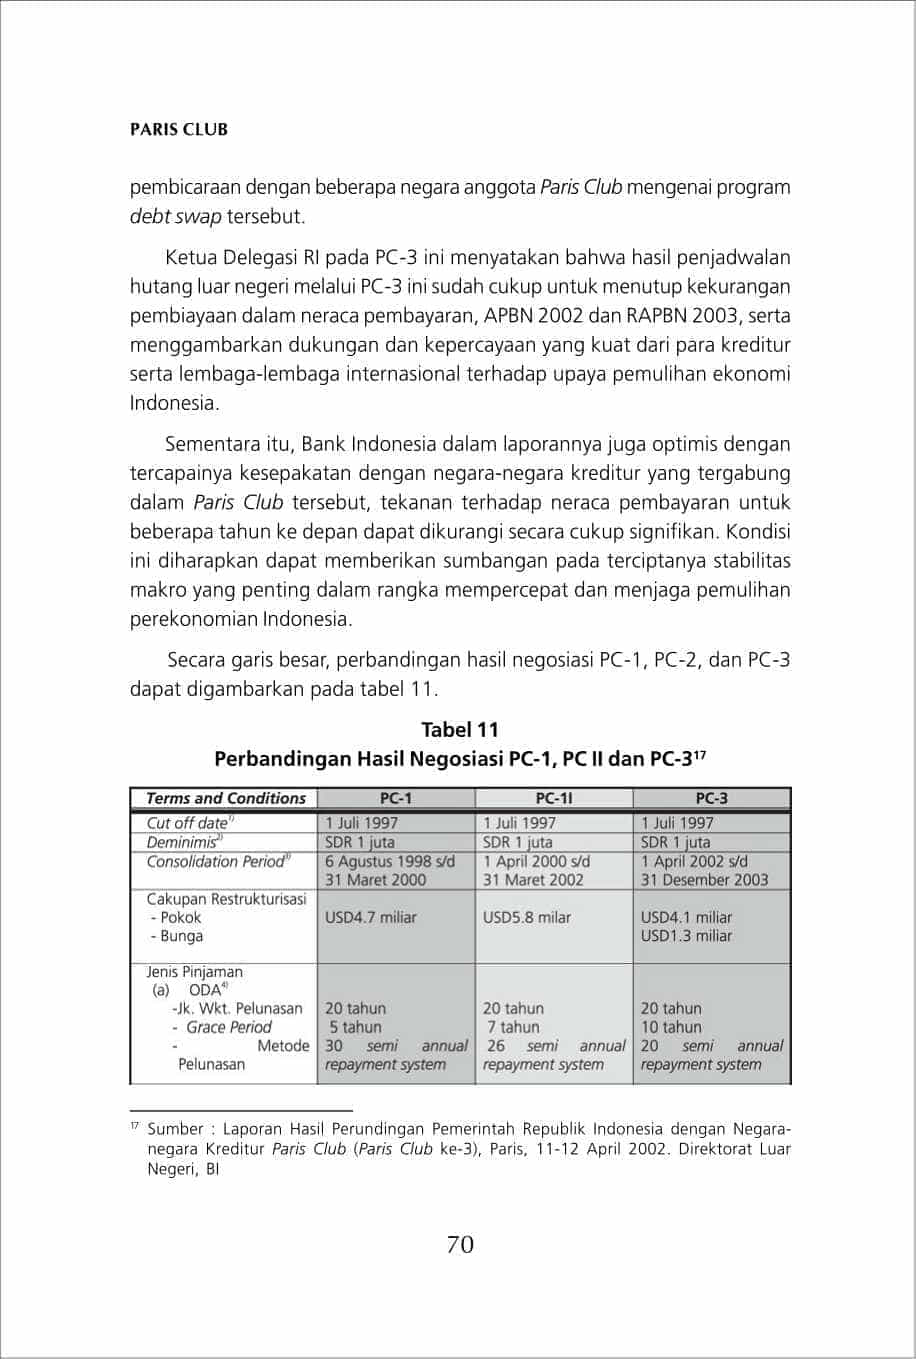 PARIS CLUB
pembicaraan dengan beberapa negara anggota Paris Club mengenai program
debt swap tersebut.
Ketua Delegasi RI pada PC-3 ini menyatakan bahwa hasil penjadwalan
hutang luar negeri melalui PC-3 ini sudah cukup untuk menutup kekurangan
pembiayaan dalam neraca pembayaran, APBN 2002 dan RAPBN 2003, serta
menggambarkan dukungan dan kepercayaan yang kuat dari para kreditur
serta lembaga-lembaga internasional terhadap upaya pemulihan ekonomi
Indonesia.
Sementara itu, Bank Indonesia dalam laporannya juga optimis dengan
tercapainya kesepakatan dengan negara-negara kreditur yang tergabung
dalam Paris Club tersebut, tekanan terhadap neraca pembayaran untuk
beberapa tahun ke depan dapat dikurangi secara cukup signifikan. Kondisi
ini diharapkan dapat memberikan sumbangan pada terciptanya stabilitas
makro yang penting dalam rangka mempercepat dan menjaga pemulihan
perekonomian Indonesia.
Secara garis besar, perbandingan hasil negosiasi PC-1, PC-2, dan PC-3
dapat digambarkan pada tabel 11.
Tabel 11
Perbandingan Hasil Negosiasi PC-1, PC II dan PC-3¹⁷
Terms and Conditions PC-1 PC-1I PC-3
Cut off date¹⁾ 1 Juli 1997 1 Juli 1997 1 Juli 1997
Deminimis²⁾ SDR 1 juta SDR 1 juta SDR 1 juta
Consolidation Period³⁾ 6 Agustus 1998 s/d 1 April 2000 s/d 1 April 2002 s/d
31 Maret 2000 31 Maret 2002 31 Desember 2003
Cakupan Restrukturisasi
- Pokok USD4.7 miliar USD5.8 milar USD4.1 miliar
- Bunga USD1.3 miliar
Jenis Pinjaman
(a) ODA⁴⁾
-Jk. Wkt. Pelunasan 20 tahun 20 tahun 20 tahun
- Grace Period 5 tahun 7 tahun 10 tahun
- Metode 30 semi annual 26 semi annual 20 semi annual
Pelunasan repayment system repayment system repayment system
¹⁷ Sumber : Laporan Hasil Perundingan Pemerintah Republik Indonesia dengan Negara-
negara Kreditur Paris Club (Paris Club ke-3), Paris, 11-12 April 2002. Direktorat Luar
Negeri, BI
70